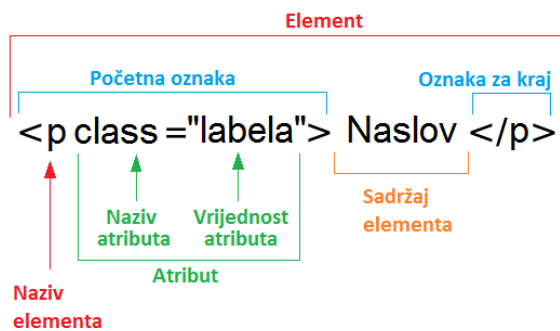 Element
Početna oznaka
Oznaka za kraj
<p class ="labela"> Naslov </p>
Naziv
atributa
Vrijednost
atributa
Sadržaj
elementa
Atribut
Naziv
elementa